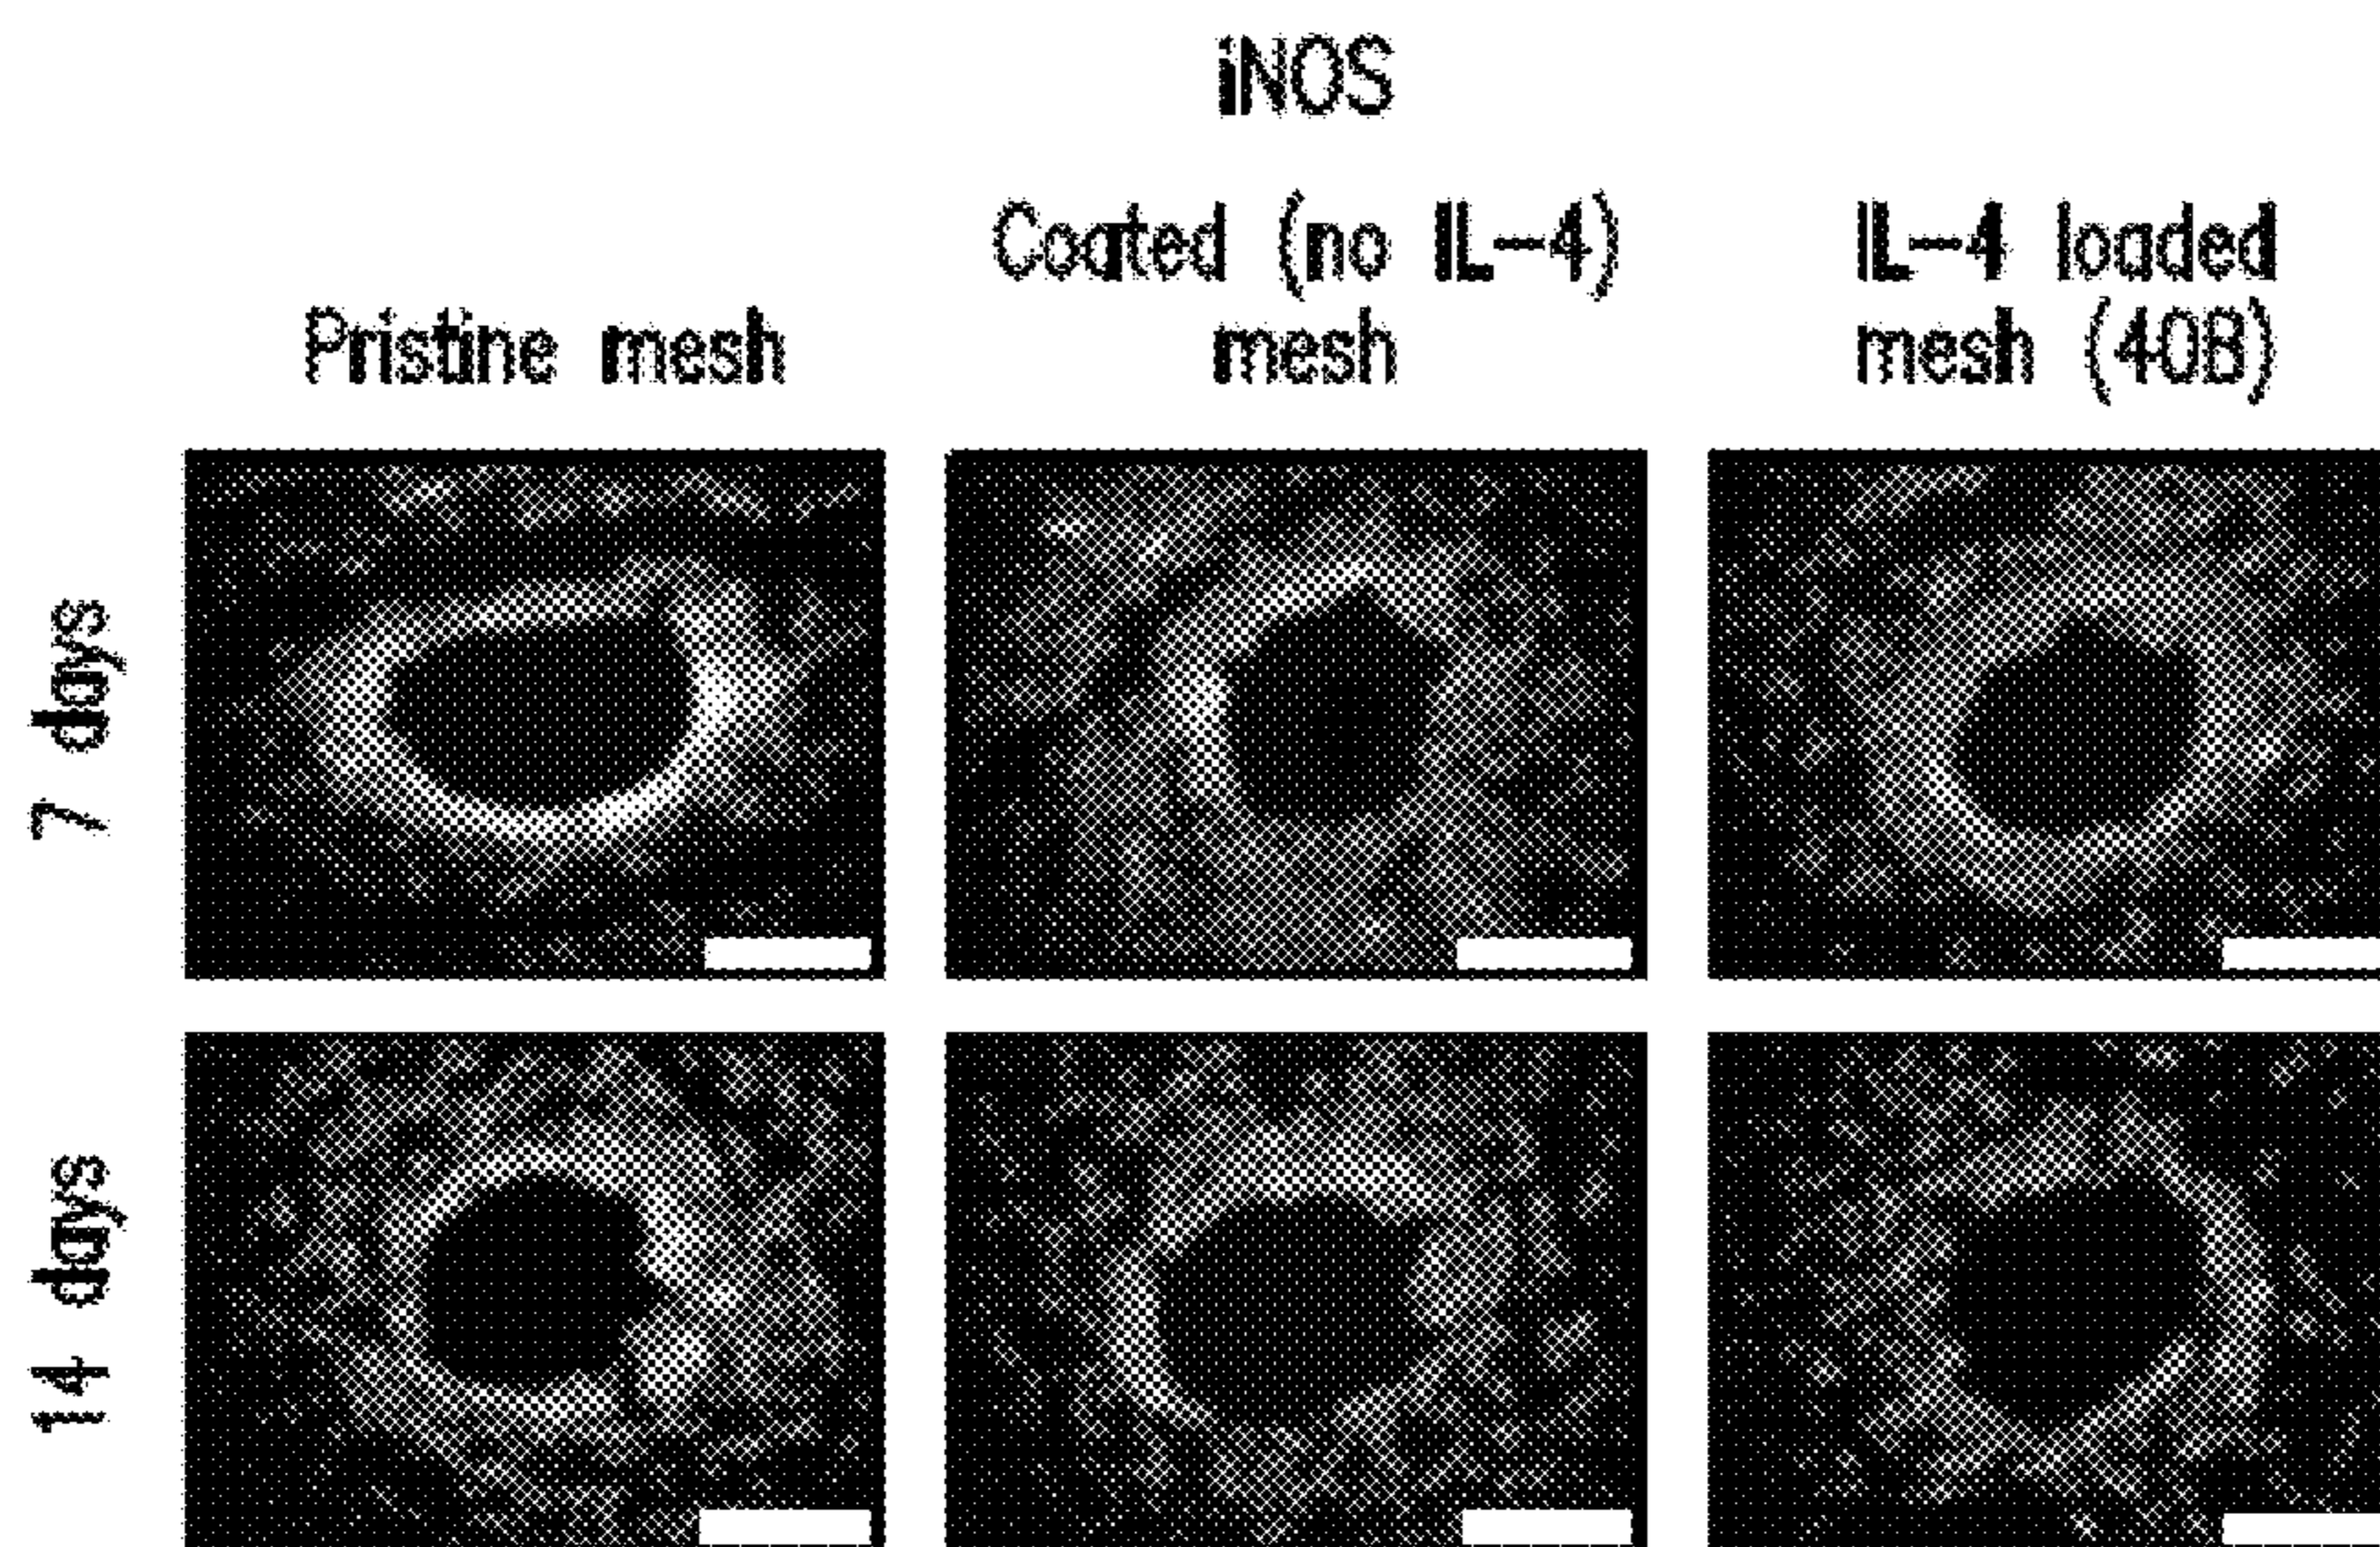 iNOS
Pristine mesh
Coated (no IL-4)
mesh
IL-4 loaded
mesh (40B)
7 days
14 days